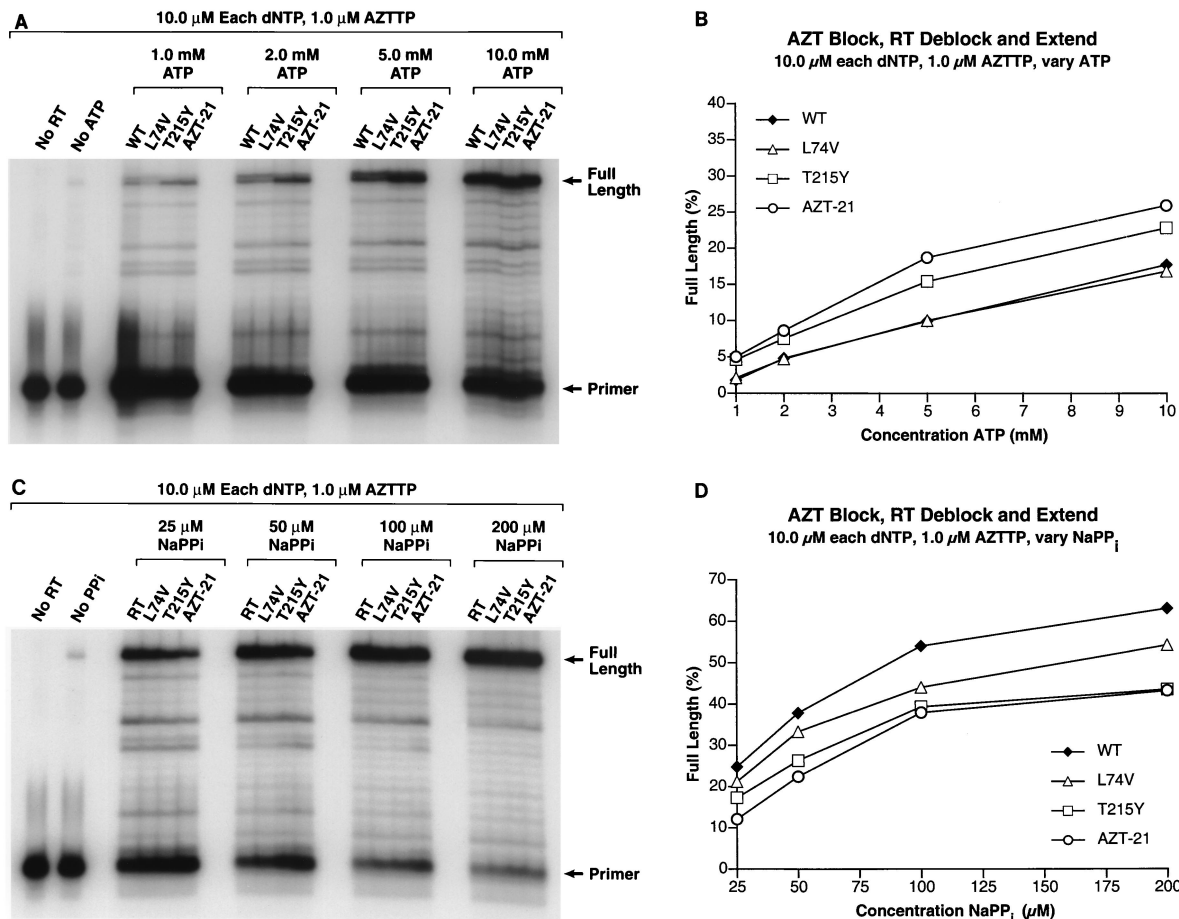 A
10.0 μM Each dNTP, 1.0 μM AZTTP
1.0 mM ATP
2.0 mM ATP
5.0 mM ATP
10.0 mM ATP
No RT
No ATP
WT
L74V
T215Y
AZT-21
WT
L74V
T215Y
AZT-21
WT
L74V
T215Y
AZT-21
WT
L74V
T215Y
AZT-21
Full
Length
Primer
B
AZT Block, RT Deblock and Extend
10.0 μM each dNTP, 1.0 μM AZTTP, vary ATP
Full Length (%)
40
35
30
25
20
15
10
5
0
WT
L74V
T215Y
AZT-21
1 2 3 4 5 6 7 8 9 10
Concentration ATP (mM)
C
10.0 μM Each dNTP, 1.0 μM AZTTP
25 μM NaPPi
50 μM NaPPi
100 μM NaPPi
200 μM NaPPi
No RT
No PPi
RT
L74V
T215Y
AZT-21
RT
L74V
T215Y
AZT-21
RT
L74V
T215Y
AZT-21
RT
L74V
T215Y
AZT-21
Full
Length
Primer
D
AZT Block, RT Deblock and Extend
10.0 μM each dNTP, 1.0 μM AZTTP, vary NaPPi
Full Length (%)
70
60
50
40
30
20
10
0
WT
L74V
T215Y
AZT-21
25 50 75 100 125 150 175 200
Concentration NaPPi (μM)